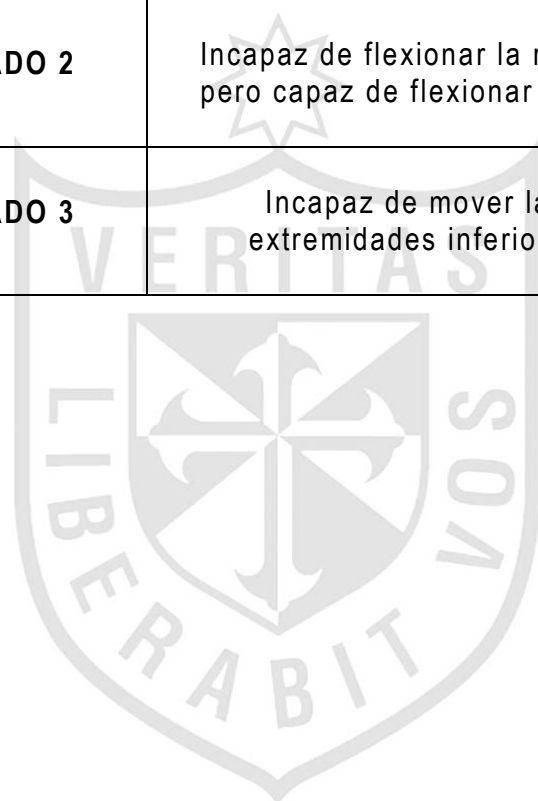 ADO 2
Incapaz de flexionar la
pero capaz de flexionar
ADO 3
Incapaz de mover la
extremidades inferio
VERITAS
LIBERABIT VOS